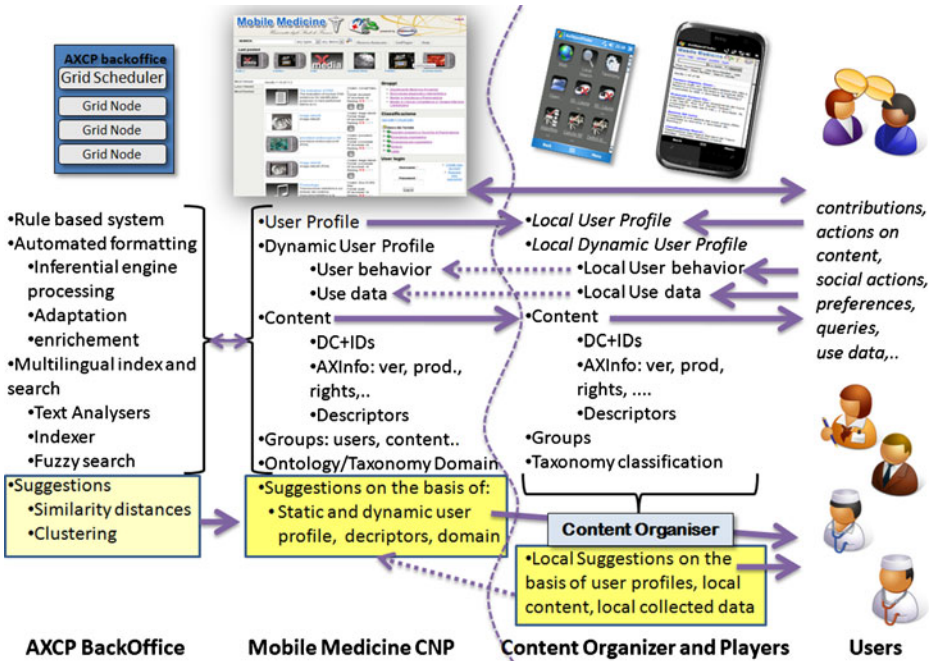 AXCP backoffice
Grid Scheduler
Grid Node
Grid Node
Grid Node
Mobile Medicine
•Rule based system
•Automated formatting
•Inferential engine
processing
•Adaptation
enrichement
•Multilingual index and
search
•Text Analysers
•Indexer
•Fuzzy search
•Suggestions
•Similarity distances
•Clustering
•User Profile
•Dynamic User Profile
•User behavior
•Use data
•Content
•DC+IDs
•AXInfo: ver, prod.,
rights,..
•Descriptors
•Groups: users, content..
•Ontology/Taxonomy Domain
•Suggestions on the basis of:
• Static and dynamic user
profile, decriptors, domain
•Local User Profile
•Local Dynamic User Profile
•Local User behavior
•Local Use data
•Content
•DC+IDs
•AXInfo: ver, prod,
rights, ....
•Descriptors
•Groups
•Taxonomy classification
Content Organiser
•Local Suggestions on the
basis of user profiles, local
content, local collected data
contributions,
actions on
content,
social actions,
preferences,
queries,
use data,..
AXCP BackOffice
Mobile Medicine CNP
Content Organizer and Players
Users